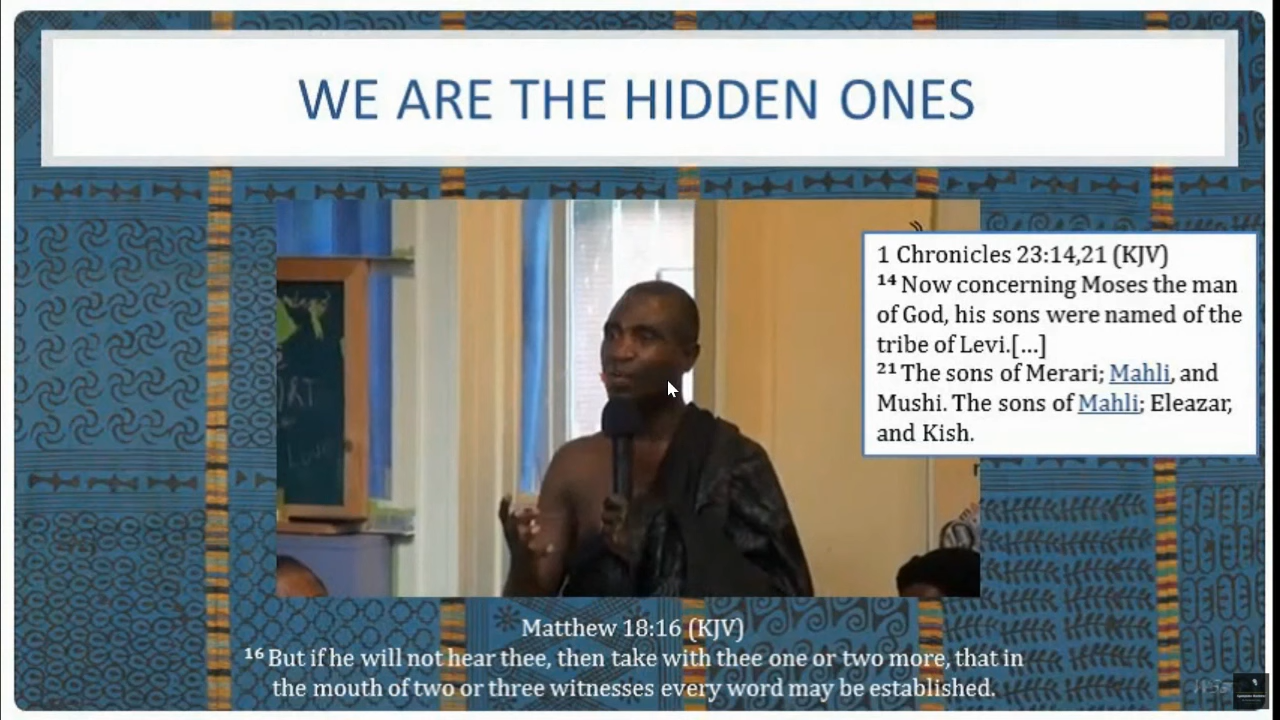 WE ARE THE HIDDEN ONES
1 Chronicles 23:14,21 (KJV)
14 Now concerning Moses the man
of God, his sons were named of the
tribe of Levi.[...]
21 The sons of Merari; Mahli, and
Mushi. The sons of Mahli; Eleazar,
and Kish.
Matthew 18:16 (KJV)
16 But if he will not hear thee, then take with thee one or two more, that in
the mouth of two or three witnesses every word may be established.